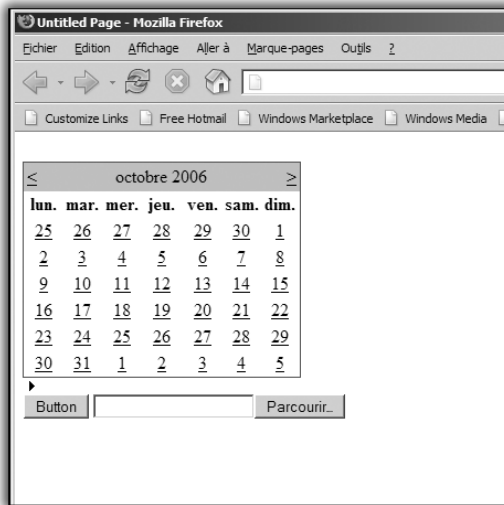 Untitled Page - Mozilla Firefox
Fichier Edition Affichage Aller à Marque-pages Outils ?
Customize Links Free Hotmail Windows Marketplace Windows Media
< octobre 2006 >
lun. mar. mer. jeu. ven. sam. dim.
25 26 27 28 29 30 1
2 3 4 5 6 7 8
9 10 11 12 13 14 15
16 17 18 19 20 21 22
23 24 25 26 27 28 29
30 31 1 2 3 4 5
Button Parcourir...